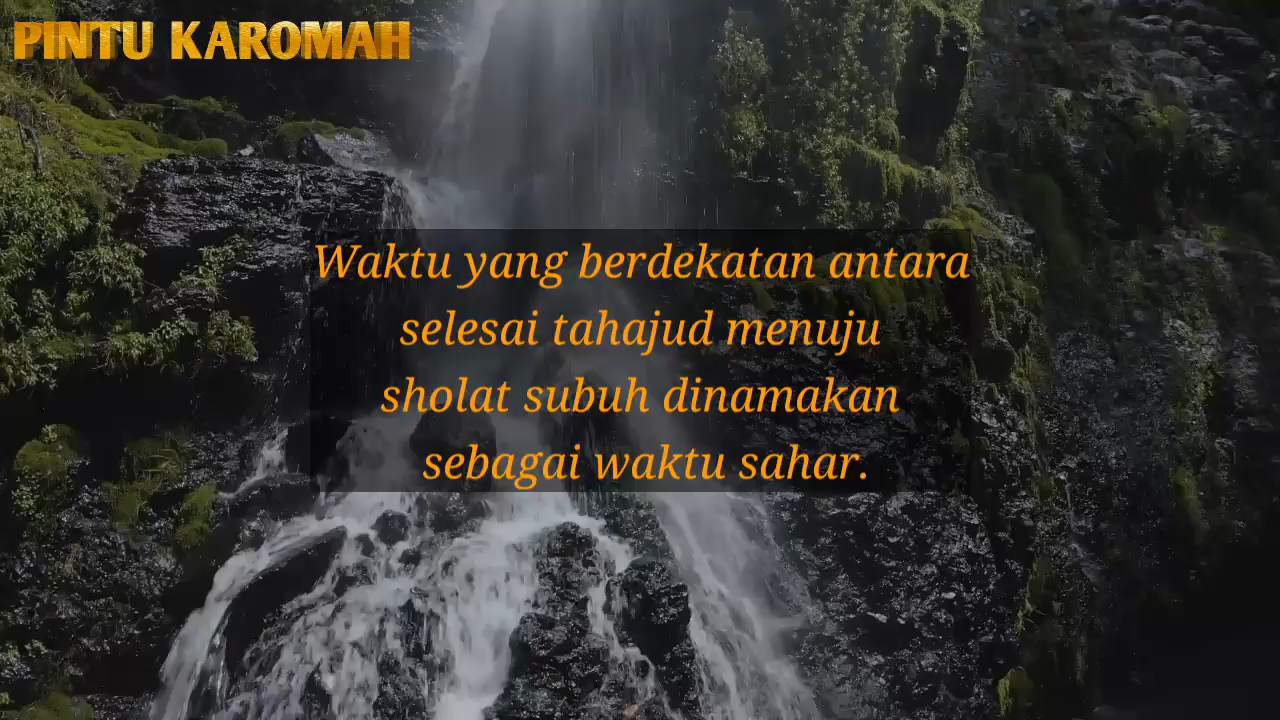 PINTU KAROMAH
Waktu yang berdekatan antara
selesai tahajud menuju
sholat subuh dinamakan
sebagai waktu sahar.